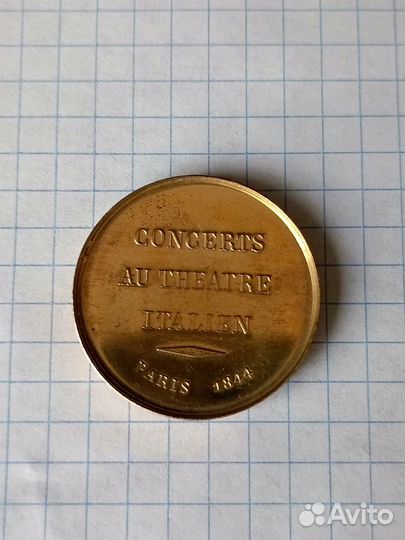 CONCERTS
AU THEATRE
ITALIEN
PARIS 1844
Avito